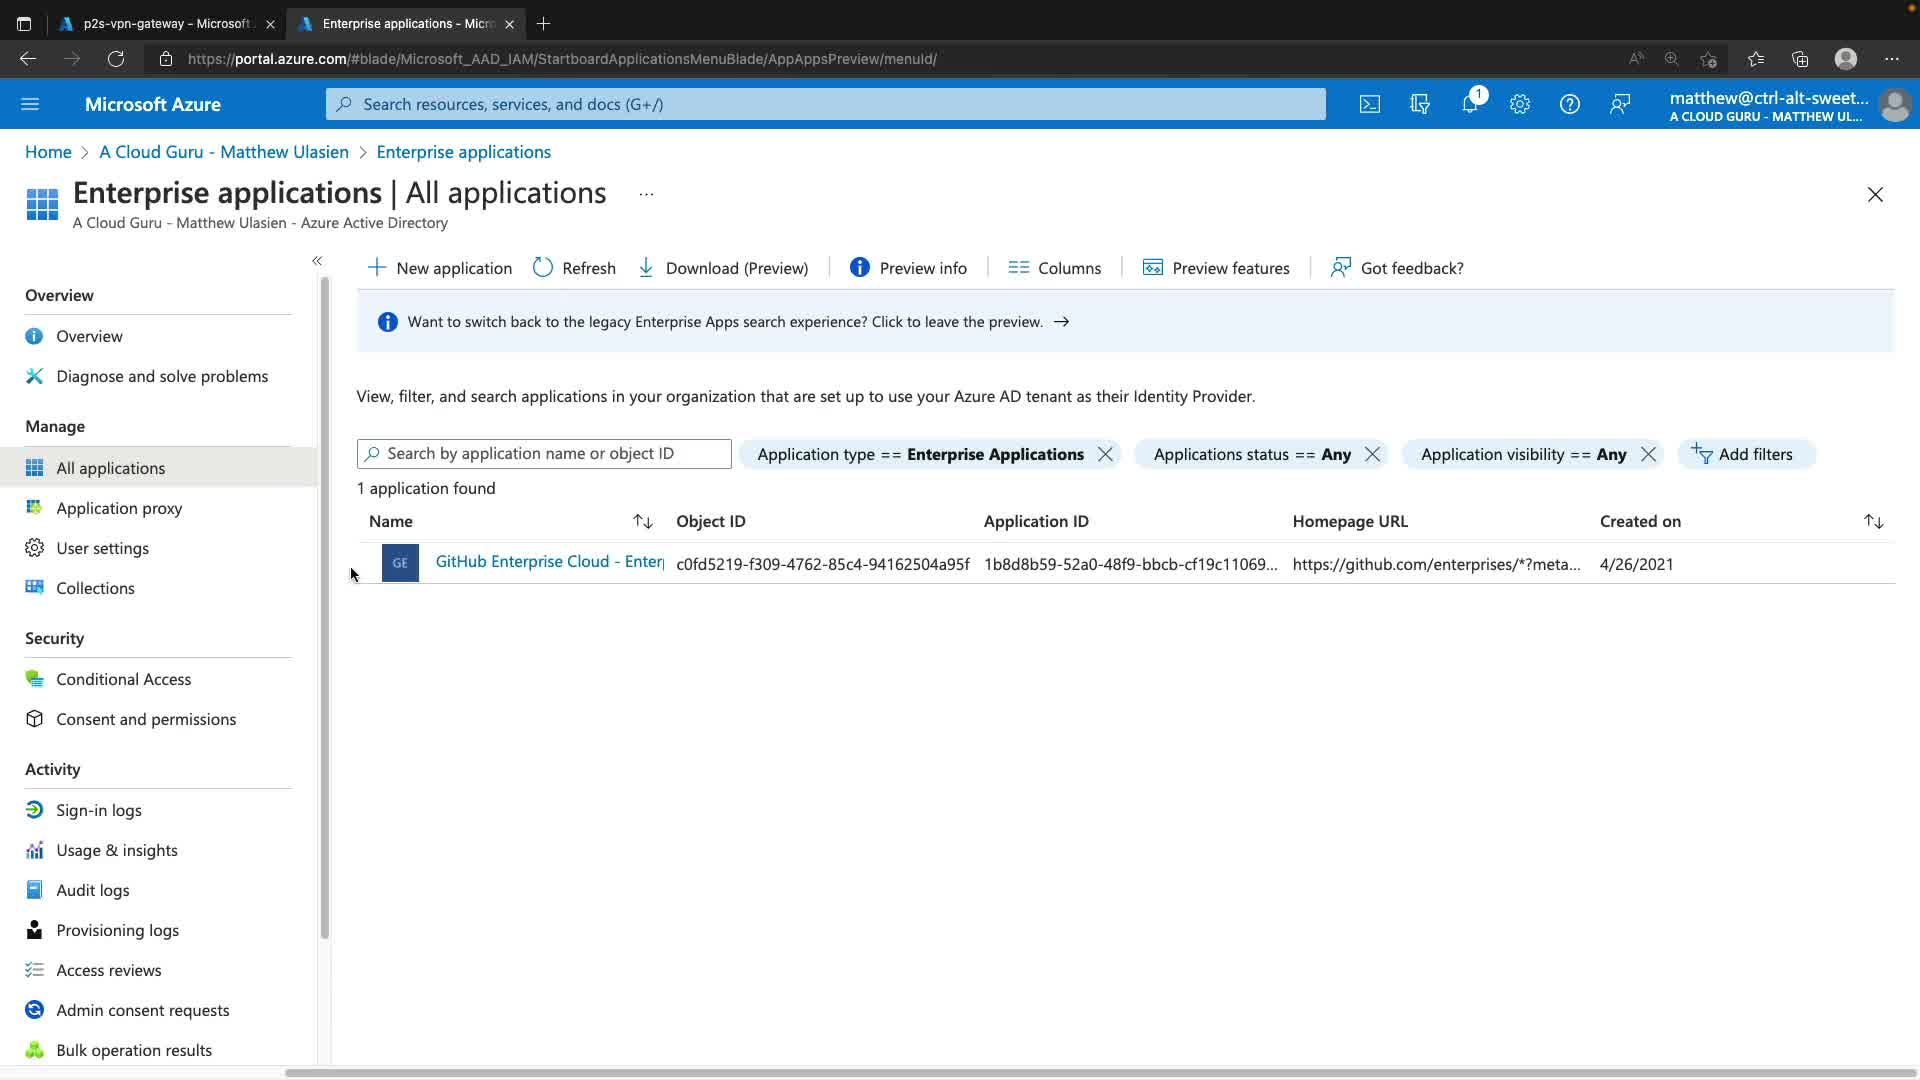 p2s-vpn-gateway - Microsoft
Enterprise applications - Micro
https://portal.azure.com/#blade/Microsoft_AAD_IAM/StartboardApplicationsMenuBlade/AppAppsPreview/menuId/
Microsoft Azure
Search resources, services, and docs (G+/)
1
matthew@ctrl-alt-sweet...
A CLOUD GURU - MATTHEW UL...
Home > A Cloud Guru - Matthew Ulasien > Enterprise applications
Enterprise applications | All applications ...
A Cloud Guru - Matthew Ulasien - Azure Active Directory
New application
Refresh
Download (Preview)
Preview info
Columns
Preview features
Got feedback?
Overview
Overview
Diagnose and solve problems
Manage
All applications
Application proxy
User settings
Collections
Security
Conditional Access
Consent and permissions
Activity
Sign-in logs
Usage & insights
Audit logs
Provisioning logs
Access reviews
Admin consent requests
Bulk operation results
Want to switch back to the legacy Enterprise Apps search experience? Click to leave the preview. →
View, filter, and search applications in your organization that are set up to use your Azure AD tenant as their Identity Provider.
Search by application name or object ID
Application type == Enterprise Applications
Applications status == Any
Application visibility == Any
Add filters
1 application found
Name Object ID Application ID Homepage URL Created on
GE GitHub Enterprise Cloud - Enter c0fd5219-f309-4762-85c4-94162504a95f 1b8d8b59-52a0-48f9-bbcb-cf19c11069... https://github.com/enterprises/*?meta... 4/26/2021